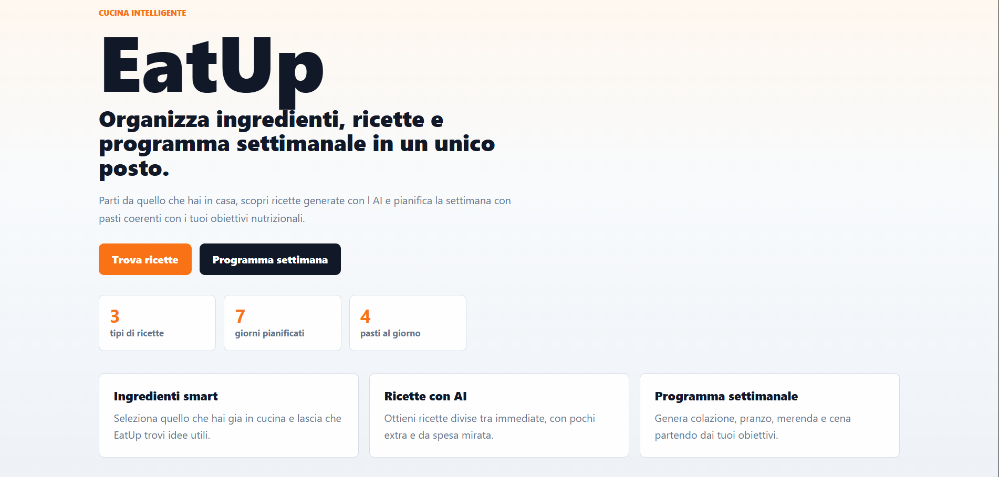 CUCINA INTELLIGENTE
EatUp
Organizza ingredienti, ricette e
programma settimanale in un unico
posto.
Parti da quello che hai in casa, scopri ricette generate con l AI e pianifica la settimana con
pasti coerenti con i tuoi obiettivi nutrizionali.
Trova ricette
Programma settimana
3
tipi di ricette
7
giorni pianificati
4
pasti al giorno
Ingredienti smart
Seleziona quello che hai gia in cucina e lascia che
EatUp trovi idee utili.
Ricette con AI
Ottieni ricette divise tra immediate, con pochi
extra e da spesa mirata.
Programma settimanale
Genera colazione, pranzo, merenda e cena
partendo dai tuoi obiettivi.